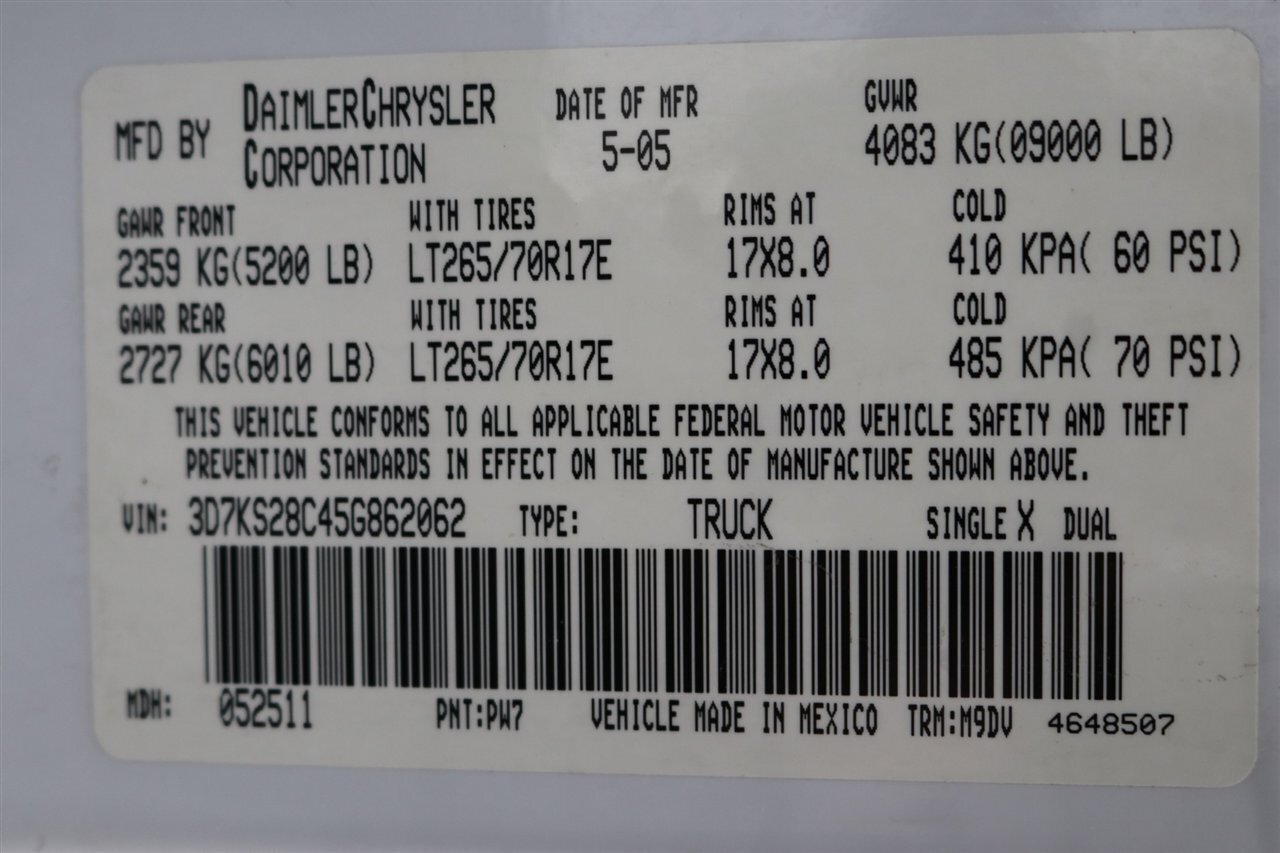 MFD BY DAIMLERCHRYSLER CORPORATION DATE OF MFR 5-05 GVWR 4083 KG(09000 LB)
GAWR FRONT WITH TIRES RIMS AT COLD
2359 KG(5200 LB) LT265/70R17E 17X8.0 410 KPA( 60 PSI)
GAWR REAR WITH TIRES RIMS AT COLD
2727 KG(6010 LB) LT265/70R17E 17X8.0 485 KPA( 70 PSI)
THIS VEHICLE CONFORMS TO ALL APPLICABLE FEDERAL MOTOR VEHICLE SAFETY AND THEFT
PREVENTION STANDARDS IN EFFECT ON THE DATE OF MANUFACTURE SHOWN ABOVE.
VIN: 3D7KS28C45G862062 TYPE: TRUCK SINGLE X DUAL
MDH: 052511 PNT:PW7 VEHICLE MADE IN MEXICO TRM:M9DV 4648507